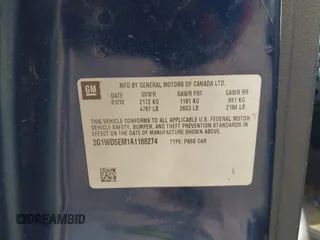 GM
MFD BY GENERAL MOTORS OF CANADA LTD.
DATE GVWR GAWR FRT GAWR RR
01/10 2172 KG 1181 KG 991 KG
4787 LB 2603 LB 2184 LB
THIS VEHICLE CONFORMS TO ALL APPLICABLE U.S. FEDERAL MOTOR
VEHICLE SAFETY, BUMPER, AND THEFT PREVENTION STANDARDS IN
EFFECT ON THE DATE OF MANUFACTURE SHOWN ABOVE.
2G1WD5EM1A1188274 TYPE: PASS CAR
DREAMBID